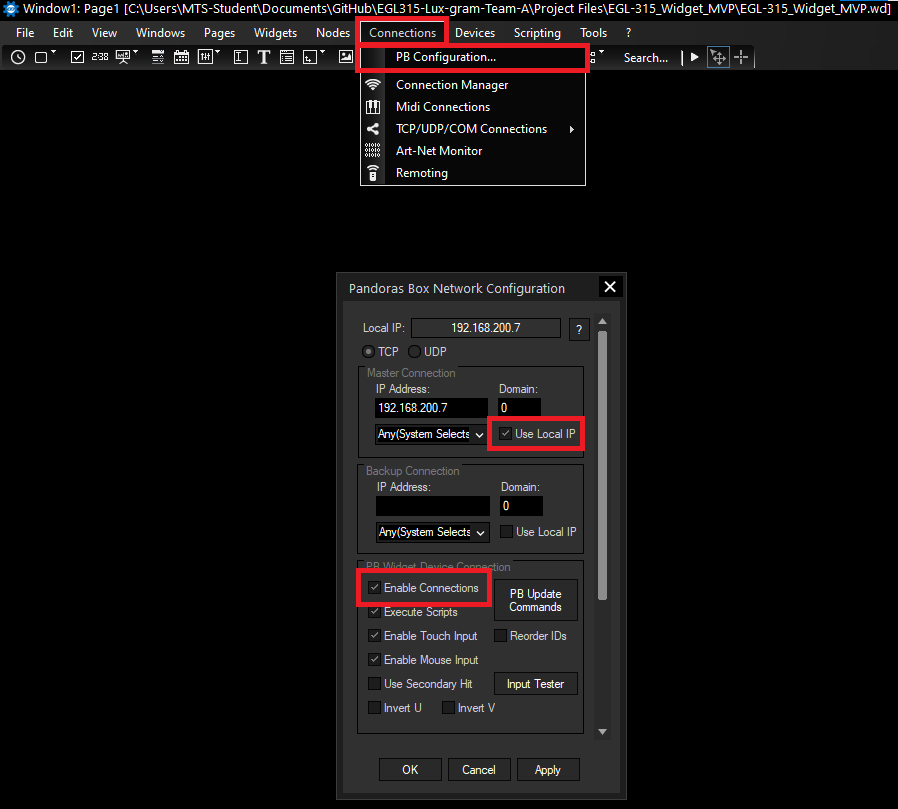 Window1: Page1 [C:\Users\MTS-Student\Documents\GitHub\EGL315-Lux-gram-Team-A\Project Files\EGL-315_Widget_MVP\EGL-315_Widget_MVP.wd]
File Edit View Windows Pages Widgets Nodes Connections Devices Scripting Tools ?
2:38 T Search...
PB Configuration...
Connection Manager
Midi Connections
TCP/UDP/COM Connections
Art-Net Monitor
Remoting
Pandoras Box Network Configuration
Local IP: 192.168.200.7 ?
TCP UDP
Master Connection
IP Address: Domain:
192.168.200.7 0
Any(System Selects Use Local IP
Backup Connection
IP Address: Domain:
0
Any(System Selects Use Local IP
PB Widget Device Connection
Enable Connections
PB Update
Commands
Execute Scripts
Enable Touch Input Reorder IDs
Enable Mouse Input
Use Secondary Hit Input Tester
Invert U Invert V
OK Cancel Apply